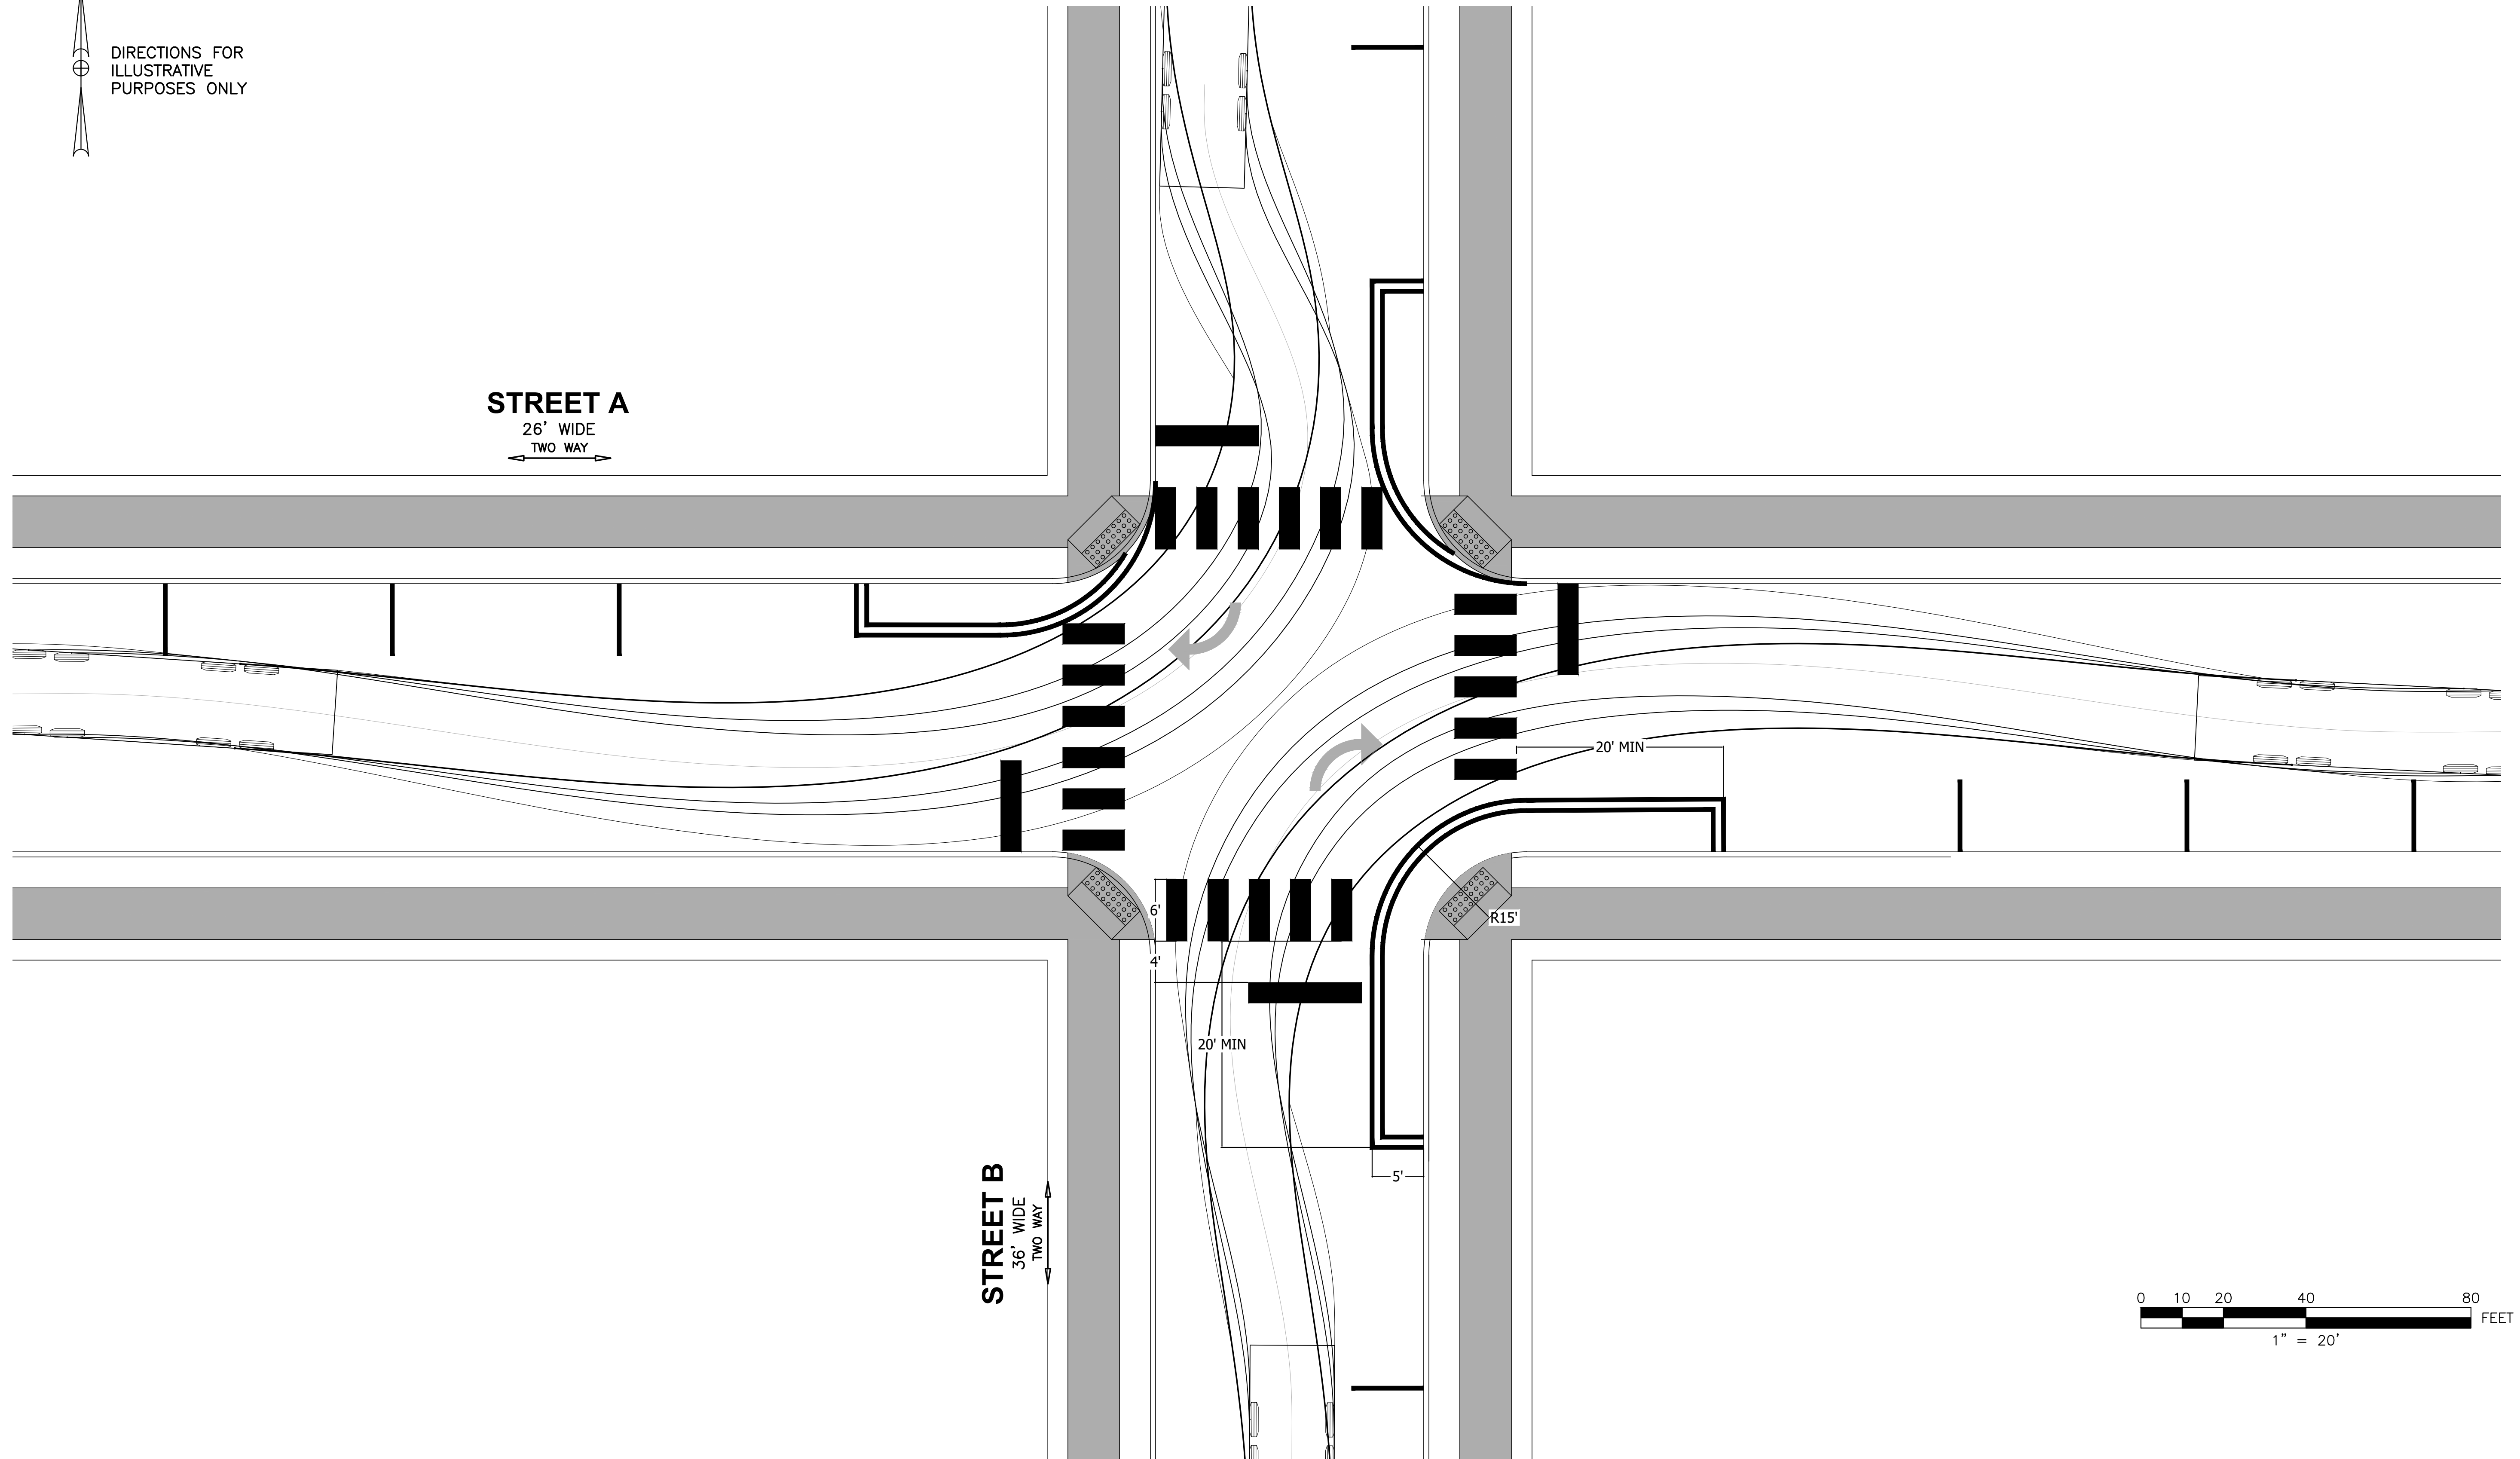 DIRECTIONS FOR
ILLUSTRATIVE
PURPOSES ONLY
STREET A
26' WIDE
TWO WAY
20' MIN
6'
R15'
4'
20' MIN
5'
STREET B
36' WIDE
TWO WAY
0 10 20 40 80
FEET
1" = 20'